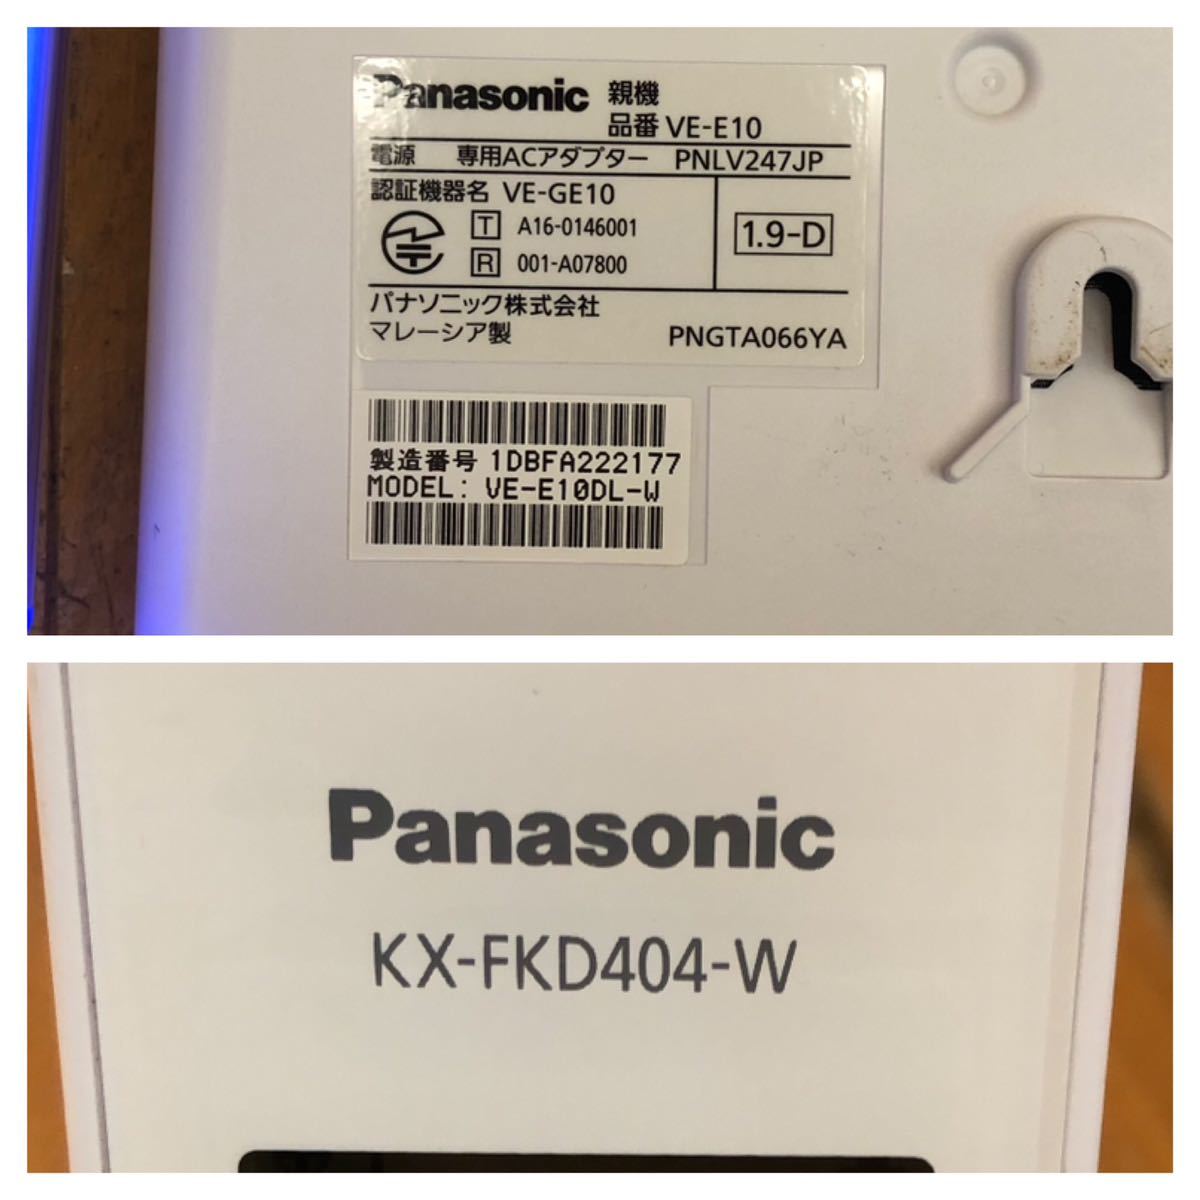 Panasonic 親機
品番 VE-E10
電源 専用ACアダプター PNLV247JP
認証機器名 VE-GE10
T A16-0146001
R 001-A07800
1.9-D
パナソニック株式会社
マレーシア製 PNGTA066YA
製造番号 1DBFA222177
MODEL: VE-E10DL-W
Panasonic
KX-FKD404-W